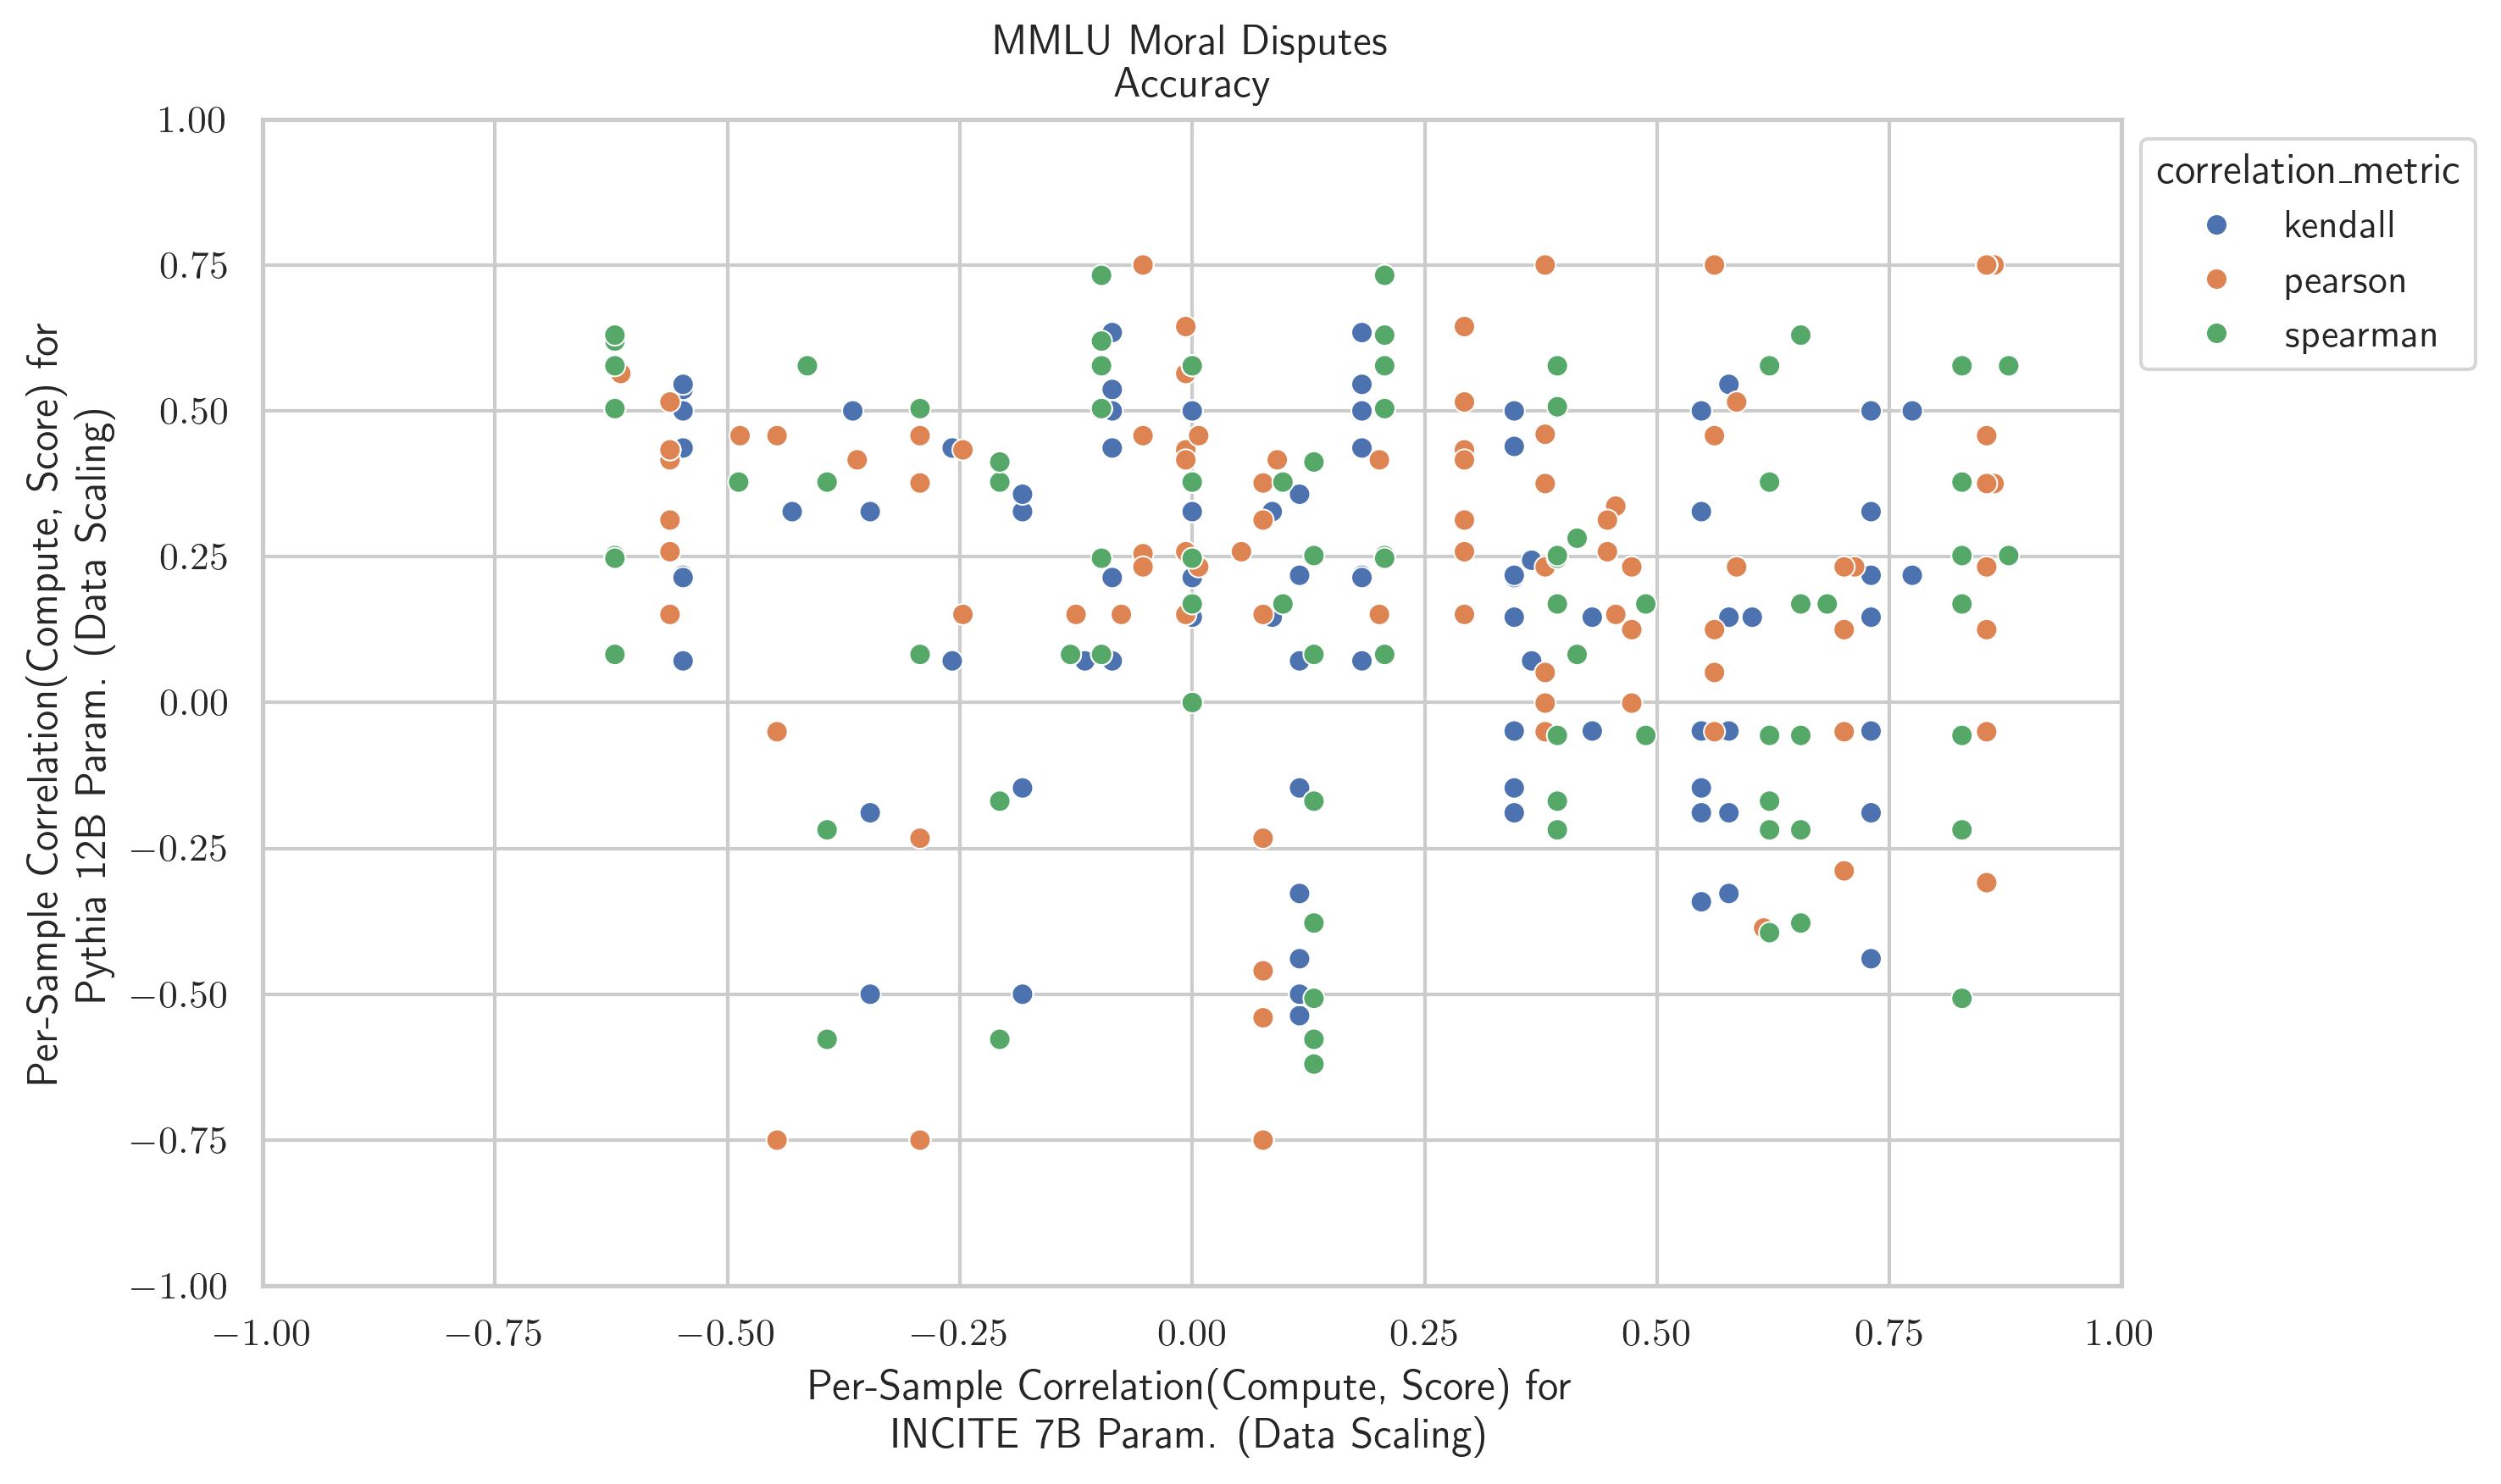 MMLU Moral Disputes
Accuracy
Per-Sample Correlation(Compute, Score) for
Pythia 12B Param. (Data Scaling)
1.00
0.75
0.50
0.25
0.00
−0.25
−0.50
−0.75
−1.00
−1.00 −0.75 −0.50 −0.25 0.00 0.25 0.50 0.75 1.00
Per-Sample Correlation(Compute, Score) for
INCITE 7B Param. (Data Scaling)
correlation_metric
kendall
pearson
spearman